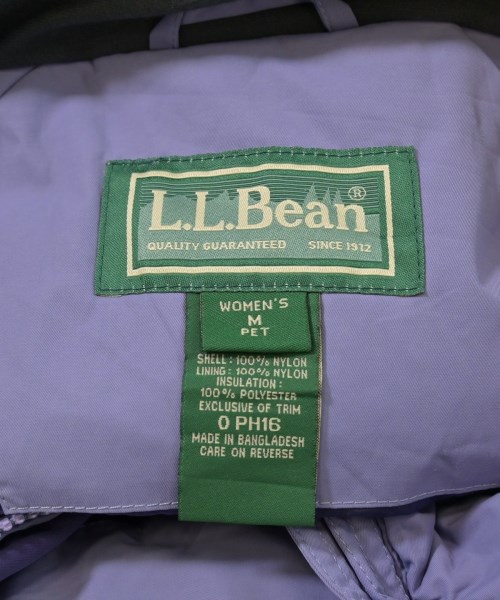 L.L.Bean®
QUALITY GUARANTEED SINCE 1912
WOMEN'S
M
PET
SHELL: 100% NYLON
LINING: 100% NYLON
INSULATION:
100% POLYESTER
EXCLUSIVE OF TRIM
0 PH16
MADE IN BANGLADESH
CARE ON REVERSE